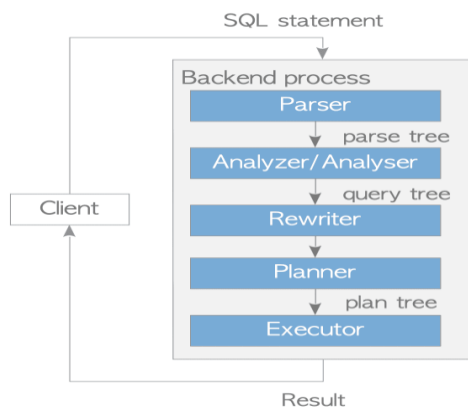 SQL statement
Backend process
Parser
parse tree
Analyzer/Analyser
query tree
Client
Rewriter
Planner
plan tree
Executor
Result